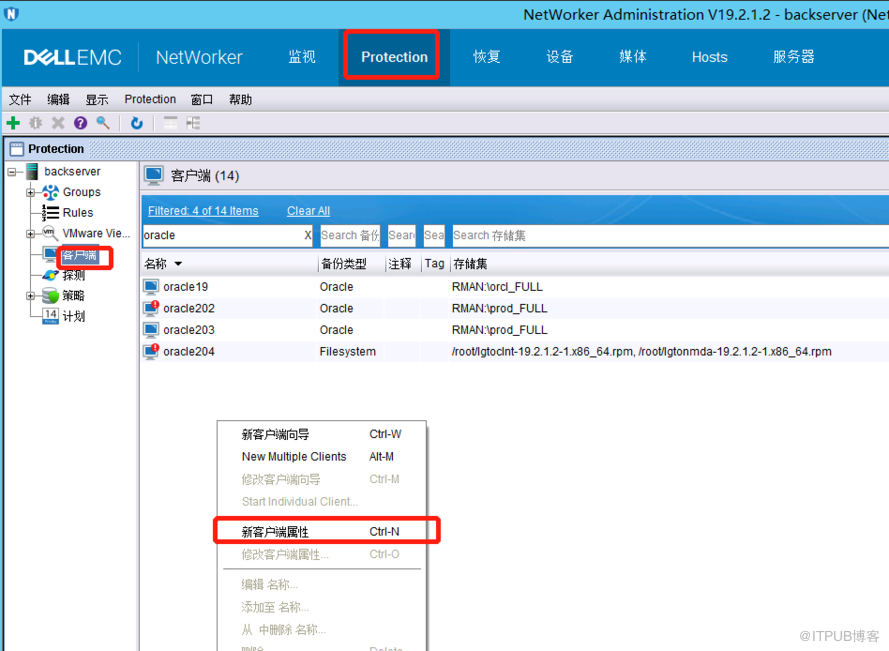 NetWorker Administration V19.2.1.2 - backserver (Net
DELLEMC NetWorker 监视 Protection 恢复 设备 媒体 Hosts 服务器
文件 编辑 显示 Protection 窗口 帮助
Protection
backserver
Groups
Rules
VMware Vie...
客户端
探测
策略
14 计划
客户端 (14)
Filtered: 4 of 14 Items Clear All
oracle X Search 备份 Sear Sea Search 存储集
名称 备份类型 注释 Tag 存储集
oracle19 Oracle RMAN:\orcl_FULL
oracle202 Oracle RMAN:\prod_FULL
oracle203 Oracle RMAN:\prod_FULL
oracle204 Filesystem /root/lgtoclnt-19.2.1.2-1.x86_64.rpm, /root/lgtonmda-19.2.1.2-1.x86_64.rpm
新客户端向导 Ctrl-W
New Multiple Clients Alt-M
修改客户端向导 Ctrl-M
Start Individual Client...
新客户端属性 Ctrl-N
修改客户端属性... Ctrl-O
编辑 名称...
添加至 名称...
从 中删除 名称...
删除 Delete
@ITPUB博客